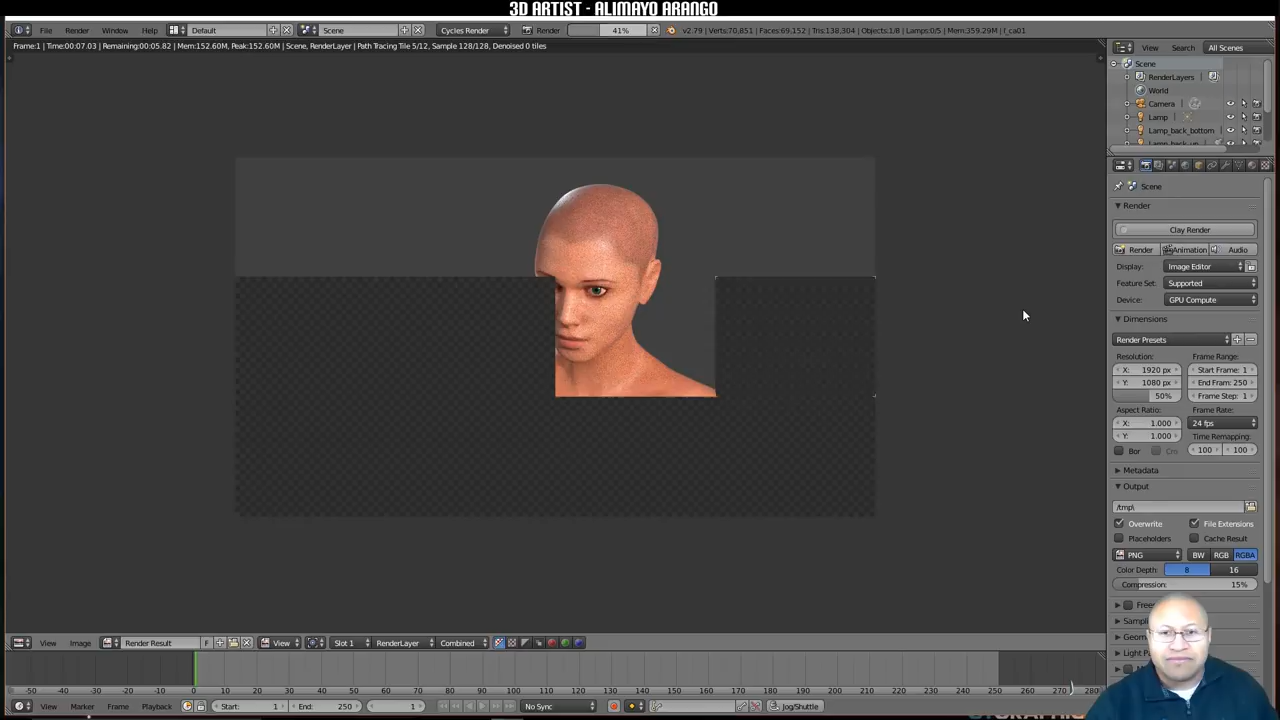 3D ARTIST - ALIMAYO ARANGO
File Render Window Help Default Scene Cycles Render Render 41% v2.79 | Verts:70,851 | Faces:69,152 | Tris:138,304 | Objects:1/8 | Lamps:0/5 | Mem:359.29M | f_ca01
Frame:1 | Time:00:07.03 | Remaining:00:05.82 | Mem:152.60M, Peak:152.60M | Scene, RenderLayer | Path Tracing Tile 5/12, Sample 128/128, Denoised 0 tiles
View Search All Scenes
Scene
RenderLayers
World
Camera
Lamp
Lamp_back_bottom
Lamp_back_up
Scene
Render
Clay Render
Render Animation Audio
Display: Image Editor
Feature Set: Supported
Device: GPU Compute
Dimensions
Render Presets
Resolution: Frame Range:
X: 1920 px Start Frame: 1
Y: 1080 px End Fram: 250
50% Frame Step: 1
Aspect Ratio: Frame Rate:
X: 1.000 24 fps
Y: 1.000 Time Remapping:
Bor Cro 100 100
Metadata
Output
/tmp\
Overwrite File Extensions
Placeholders Cache Result
PNG BW RGB RGBA
Color Depth: 8 16
Compression: 15%
Frees
Sampli
Geom
Light Pa
View Image Render Result F View Slot 1 RenderLayer Combined
-50 -40 -30 -20 -10 0 10 20 30 40 50 60 70 80 90 100 110 120 130 140 150 160 170 180 190 200 210 220 230 240 250 260 270 280
View Marker Frame Playback Start: 1 End: 250 1 No Sync Jog/Shuttle